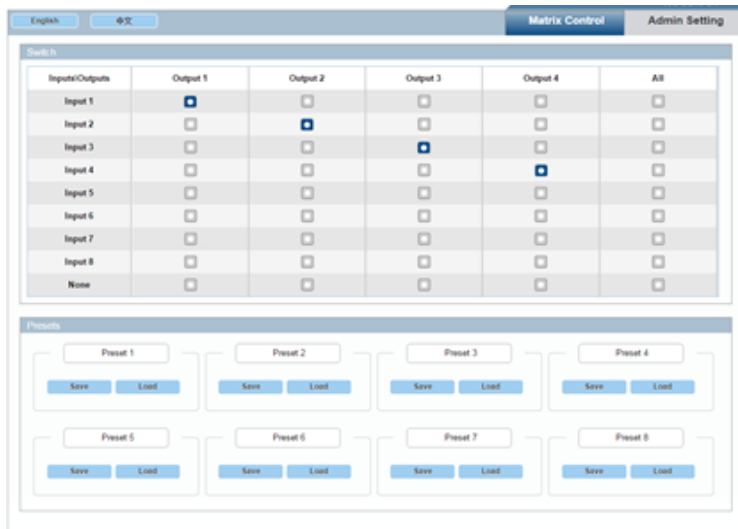 English 中文 Matrix Control Admin Setting
Switch
Inputs\Outputs Output 1 Output 2 Output 3 Output 4 All
Input 1
Input 2
Input 3
Input 4
Input 5
Input 6
Input 7
Input 8
None
Presets
Preset 1 Preset 2 Preset 3 Preset 4
Save Load Save Load Save Load Save Load
Preset 5 Preset 6 Preset 7 Preset 8
Save Load Save Load Save Load Save Load